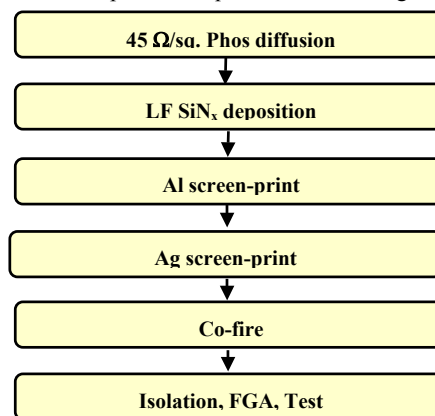 45 Ω/sq. Phos diffusion
LF SiNₓ deposition
Al screen-print
Ag screen-print
Co-fire
Isolation, FGA, Test